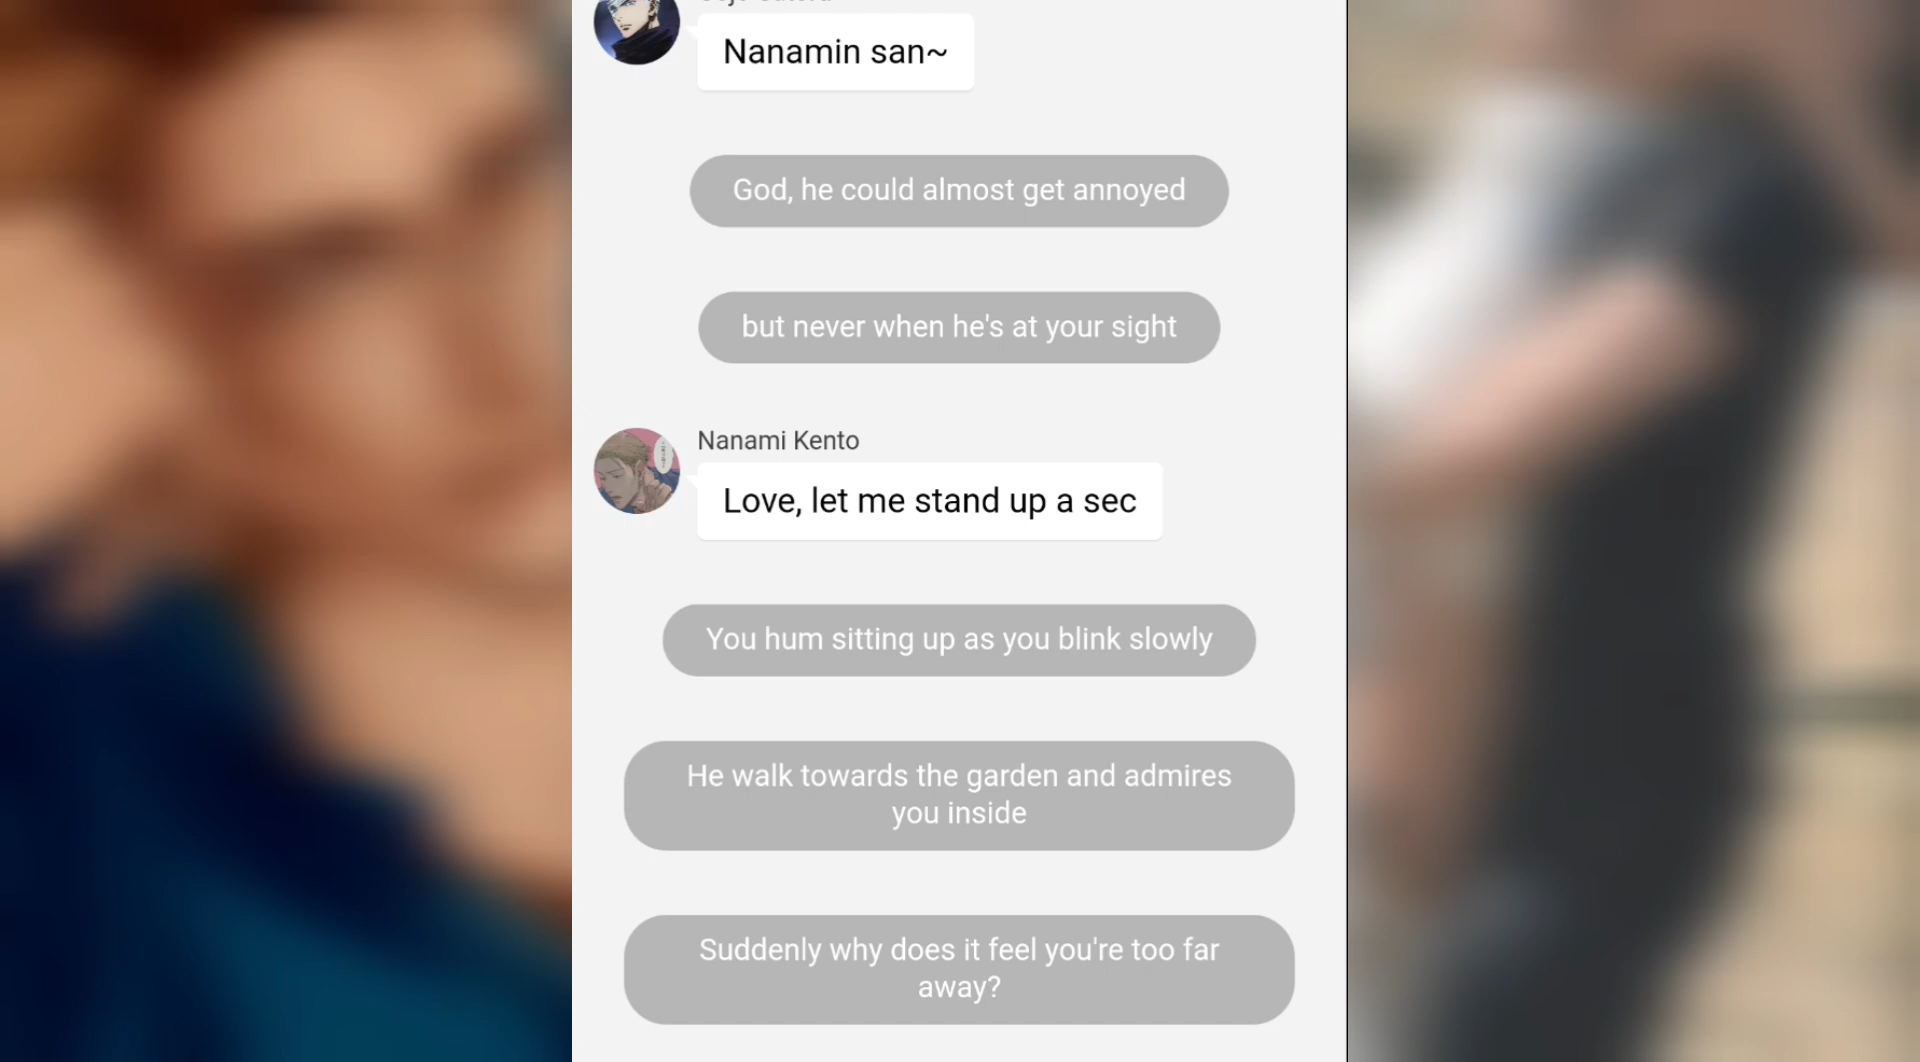 Nanamin san~
God, he could almost get annoyed
but never when he's at your sight
Nanami Kento
Love, let me stand up a sec
You hum sitting up as you blink slowly
He walk towards the garden and admires
you inside
Suddenly why does it feel you're too far
away?